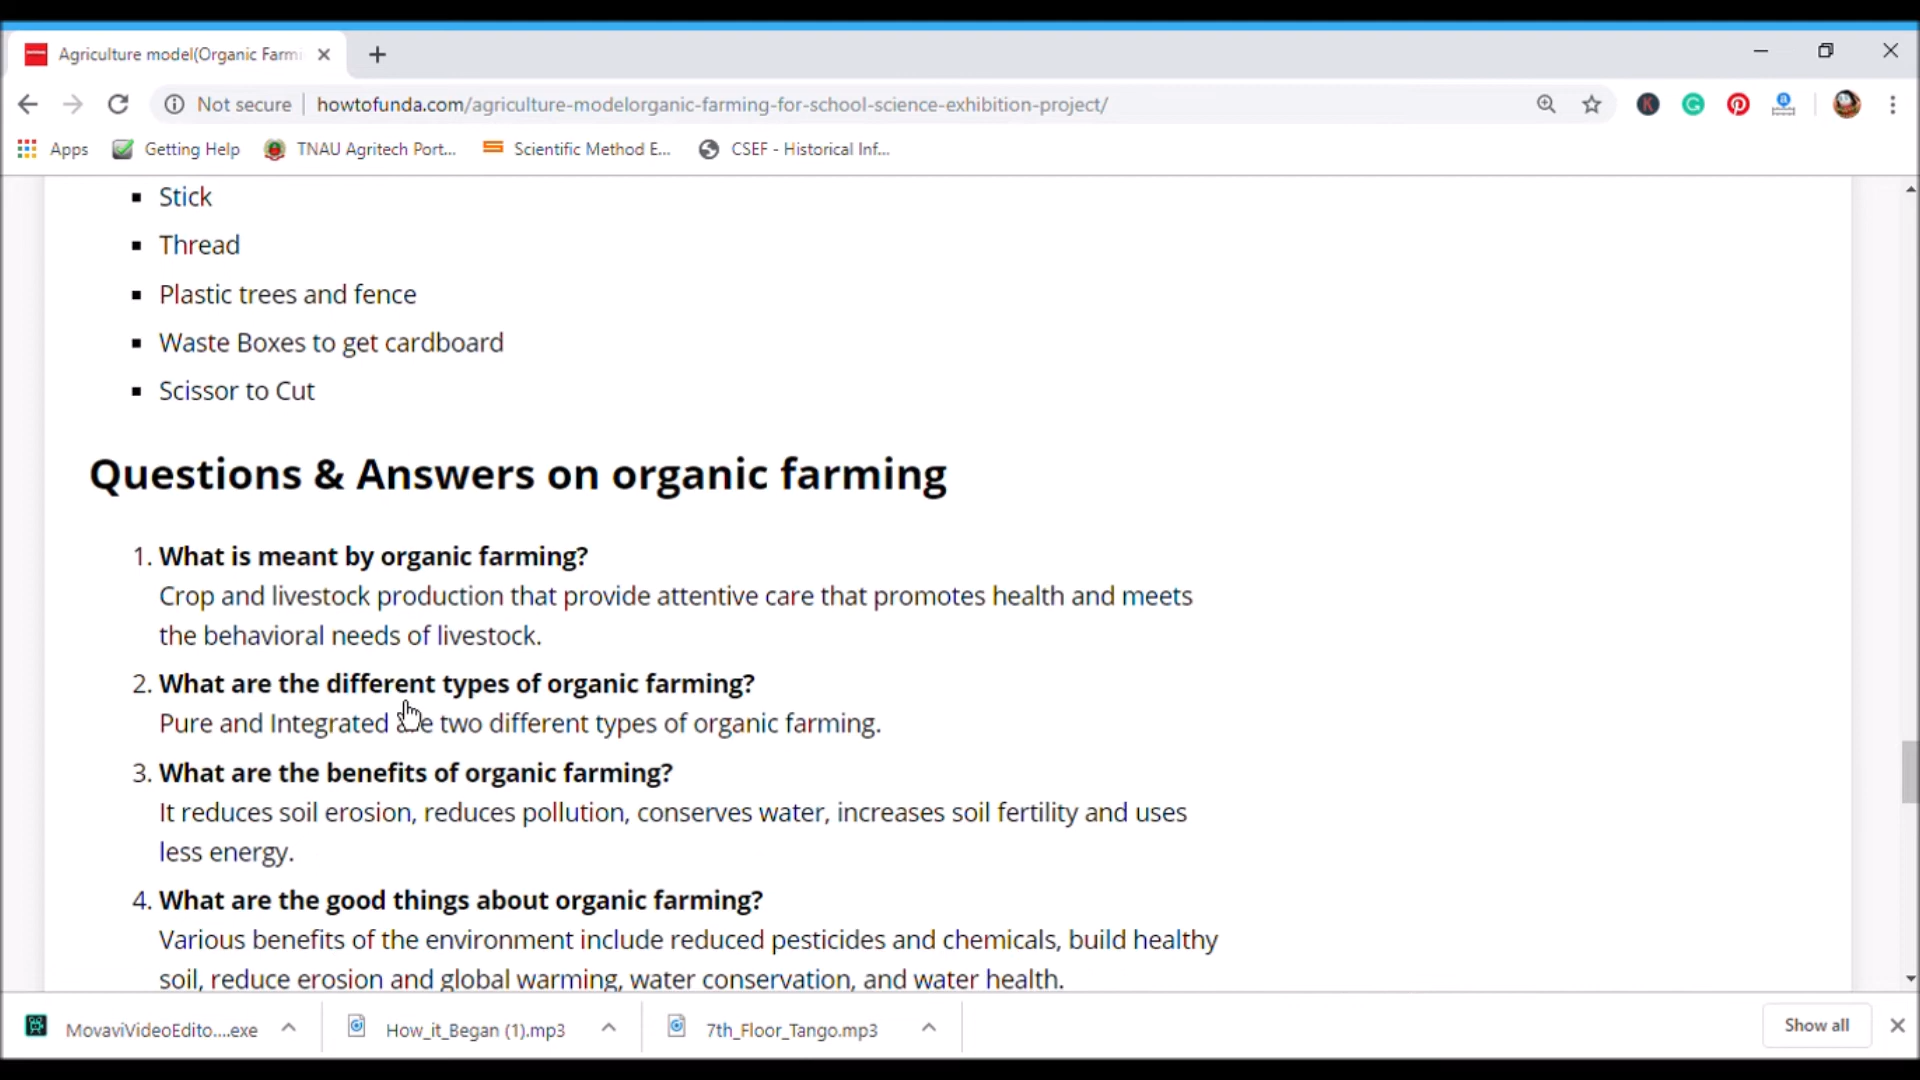 Agriculture model(Organic Farmi
Not secure
howtofunda.com/agriculture-modelorganic-farming-for-school-science-exhibition-project/
Apps
Getting Help
TNAU Agritech Port...
Scientific Method E...
CSEF - Historical Inf...
Stick
Thread
Plastic trees and fence
Waste Boxes to get cardboard
Scissor to Cut
Questions & Answers on organic farming
1. What is meant by organic farming?
Crop and livestock production that provide attentive care that promotes health and meets
the behavioral needs of livestock.
2. What are the different types of organic farming?
Pure and Integrated are two different types of organic farming.
3. What are the benefits of organic farming?
It reduces soil erosion, reduces pollution, conserves water, increases soil fertility and uses
less energy.
4. What are the good things about organic farming?
Various benefits of the environment include reduced pesticides and chemicals, build healthy
soil, reduce erosion and global warming, water conservation, and water health.
MovaviVideoEdito....exe
How_it_Began (1).mp3
7th_Floor_Tango.mp3
Show all